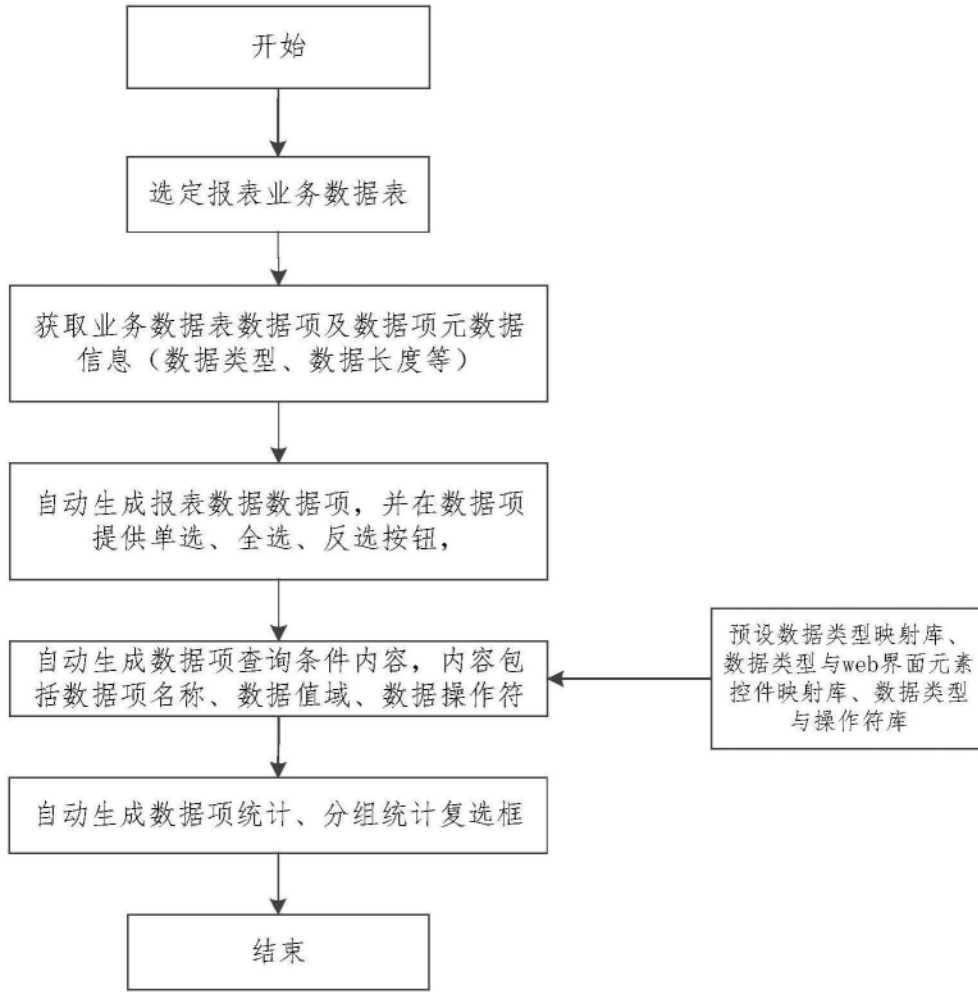 开始
选定报表业务数据表
获取业务数据表数据项及数据项元数据
信息（数据类型、数据长度等）
自动生成报表数据数据项，并在数据项
提供单选、全选、反选按钮，
自动生成数据项查询条件内容，内容包
括数据项名称、数据值域、数据操作符
预设数据类型映射库、
数据类型与web界面元素
控件映射库、数据类型
与操作符库
自动生成数据项统计、分组统计复选框
结束